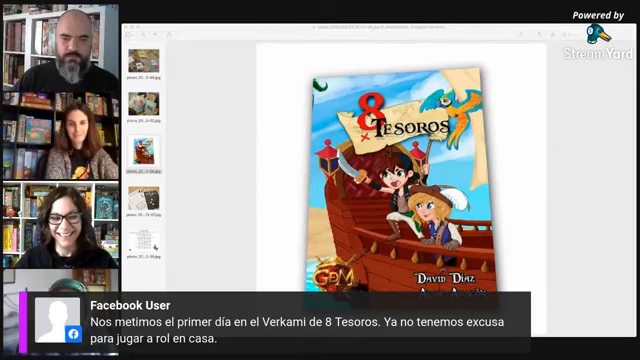 Powered by
StreamYard
8
TESOROS
GDM
DAVID DÍAZ
Facebook User
Nos metimos el primer día en el Verkami de 8 Tesoros. Ya no tenemos excusa
para jugar a rol en casa.